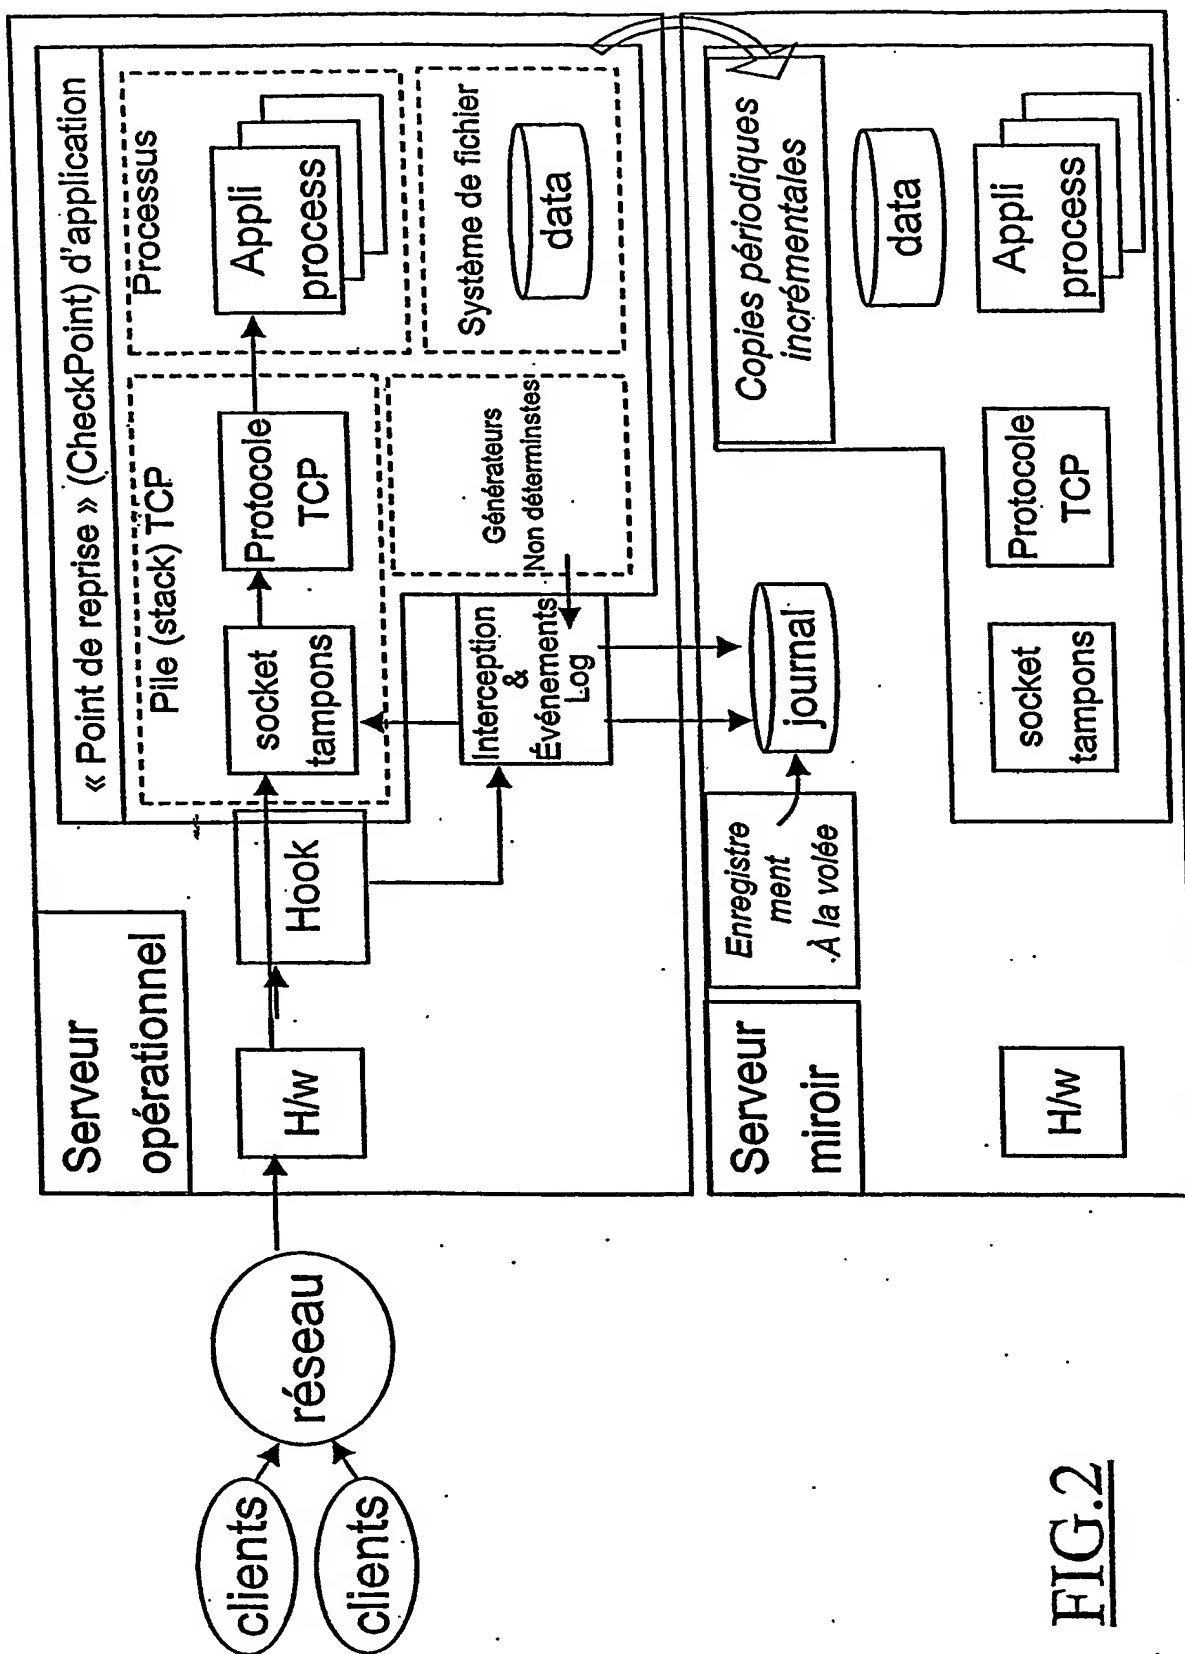 « Point de reprise » (CheckPoint) d'application
Serveur
opérationnel
Pile (stack) TCP
Processus
clients
clients
réseau
H/w
Hook
socket
tampons
Protocole
TCP
Appli
process
Interception
&
Événements
Log
Générateurs
Non déterminstes
Système de fichier
data
Serveur
miroir
Enregistre
ment
À la volée
journal
Copies périodiques
incrémentales
data
H/w
socket
tampons
Protocole
TCP
Appli
process
FIG.2